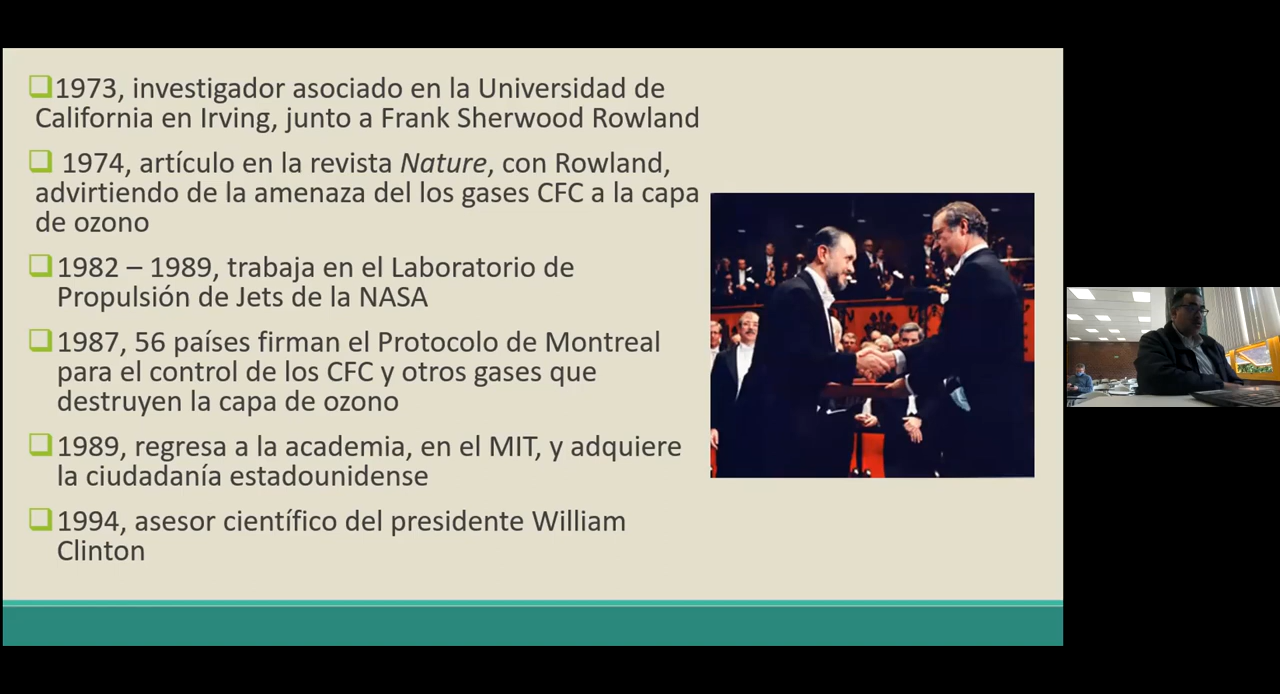 1973, investigador asociado en la Universidad de
California en Irving, junto a Frank Sherwood Rowland
1974, artículo en la revista Nature, con Rowland,
advirtiendo de la amenaza del los gases CFC a la capa
de ozono
1982 – 1989, trabaja en el Laboratorio de
Propulsión de Jets de la NASA
1987, 56 países firman el Protocolo de Montreal
para el control de los CFC y otros gases que
destruyen la capa de ozono
1989, regresa a la academia, en el MIT, y adquiere
la ciudadanía estadounidense
1994, asesor científico del presidente William
Clinton